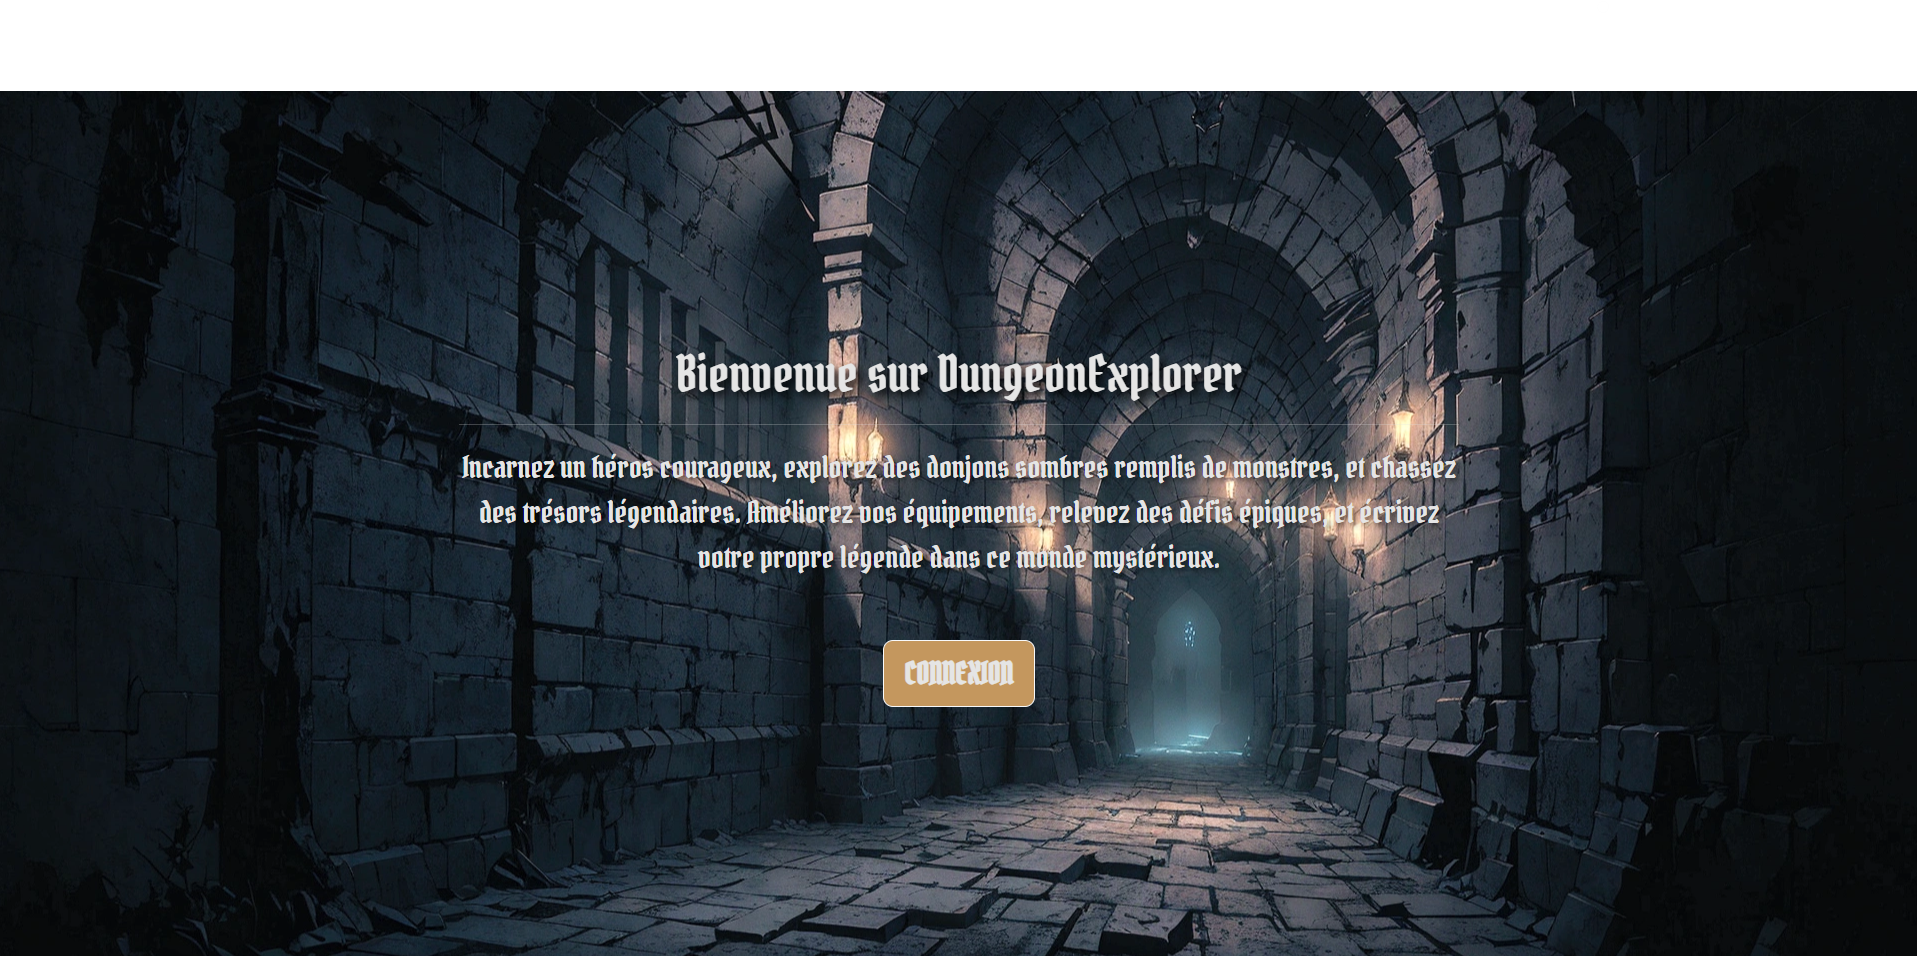 Bienvenue sur DungeonExplorer
Incarnez un héros courageux, explorez des donjons sombres remplis de monstres, et chassez
des trésors légendaires. Améliorez vos équipements, relevez des défis épiques, et écrivez
votre propre légende dans ce monde mystérieux.
CONNEXION